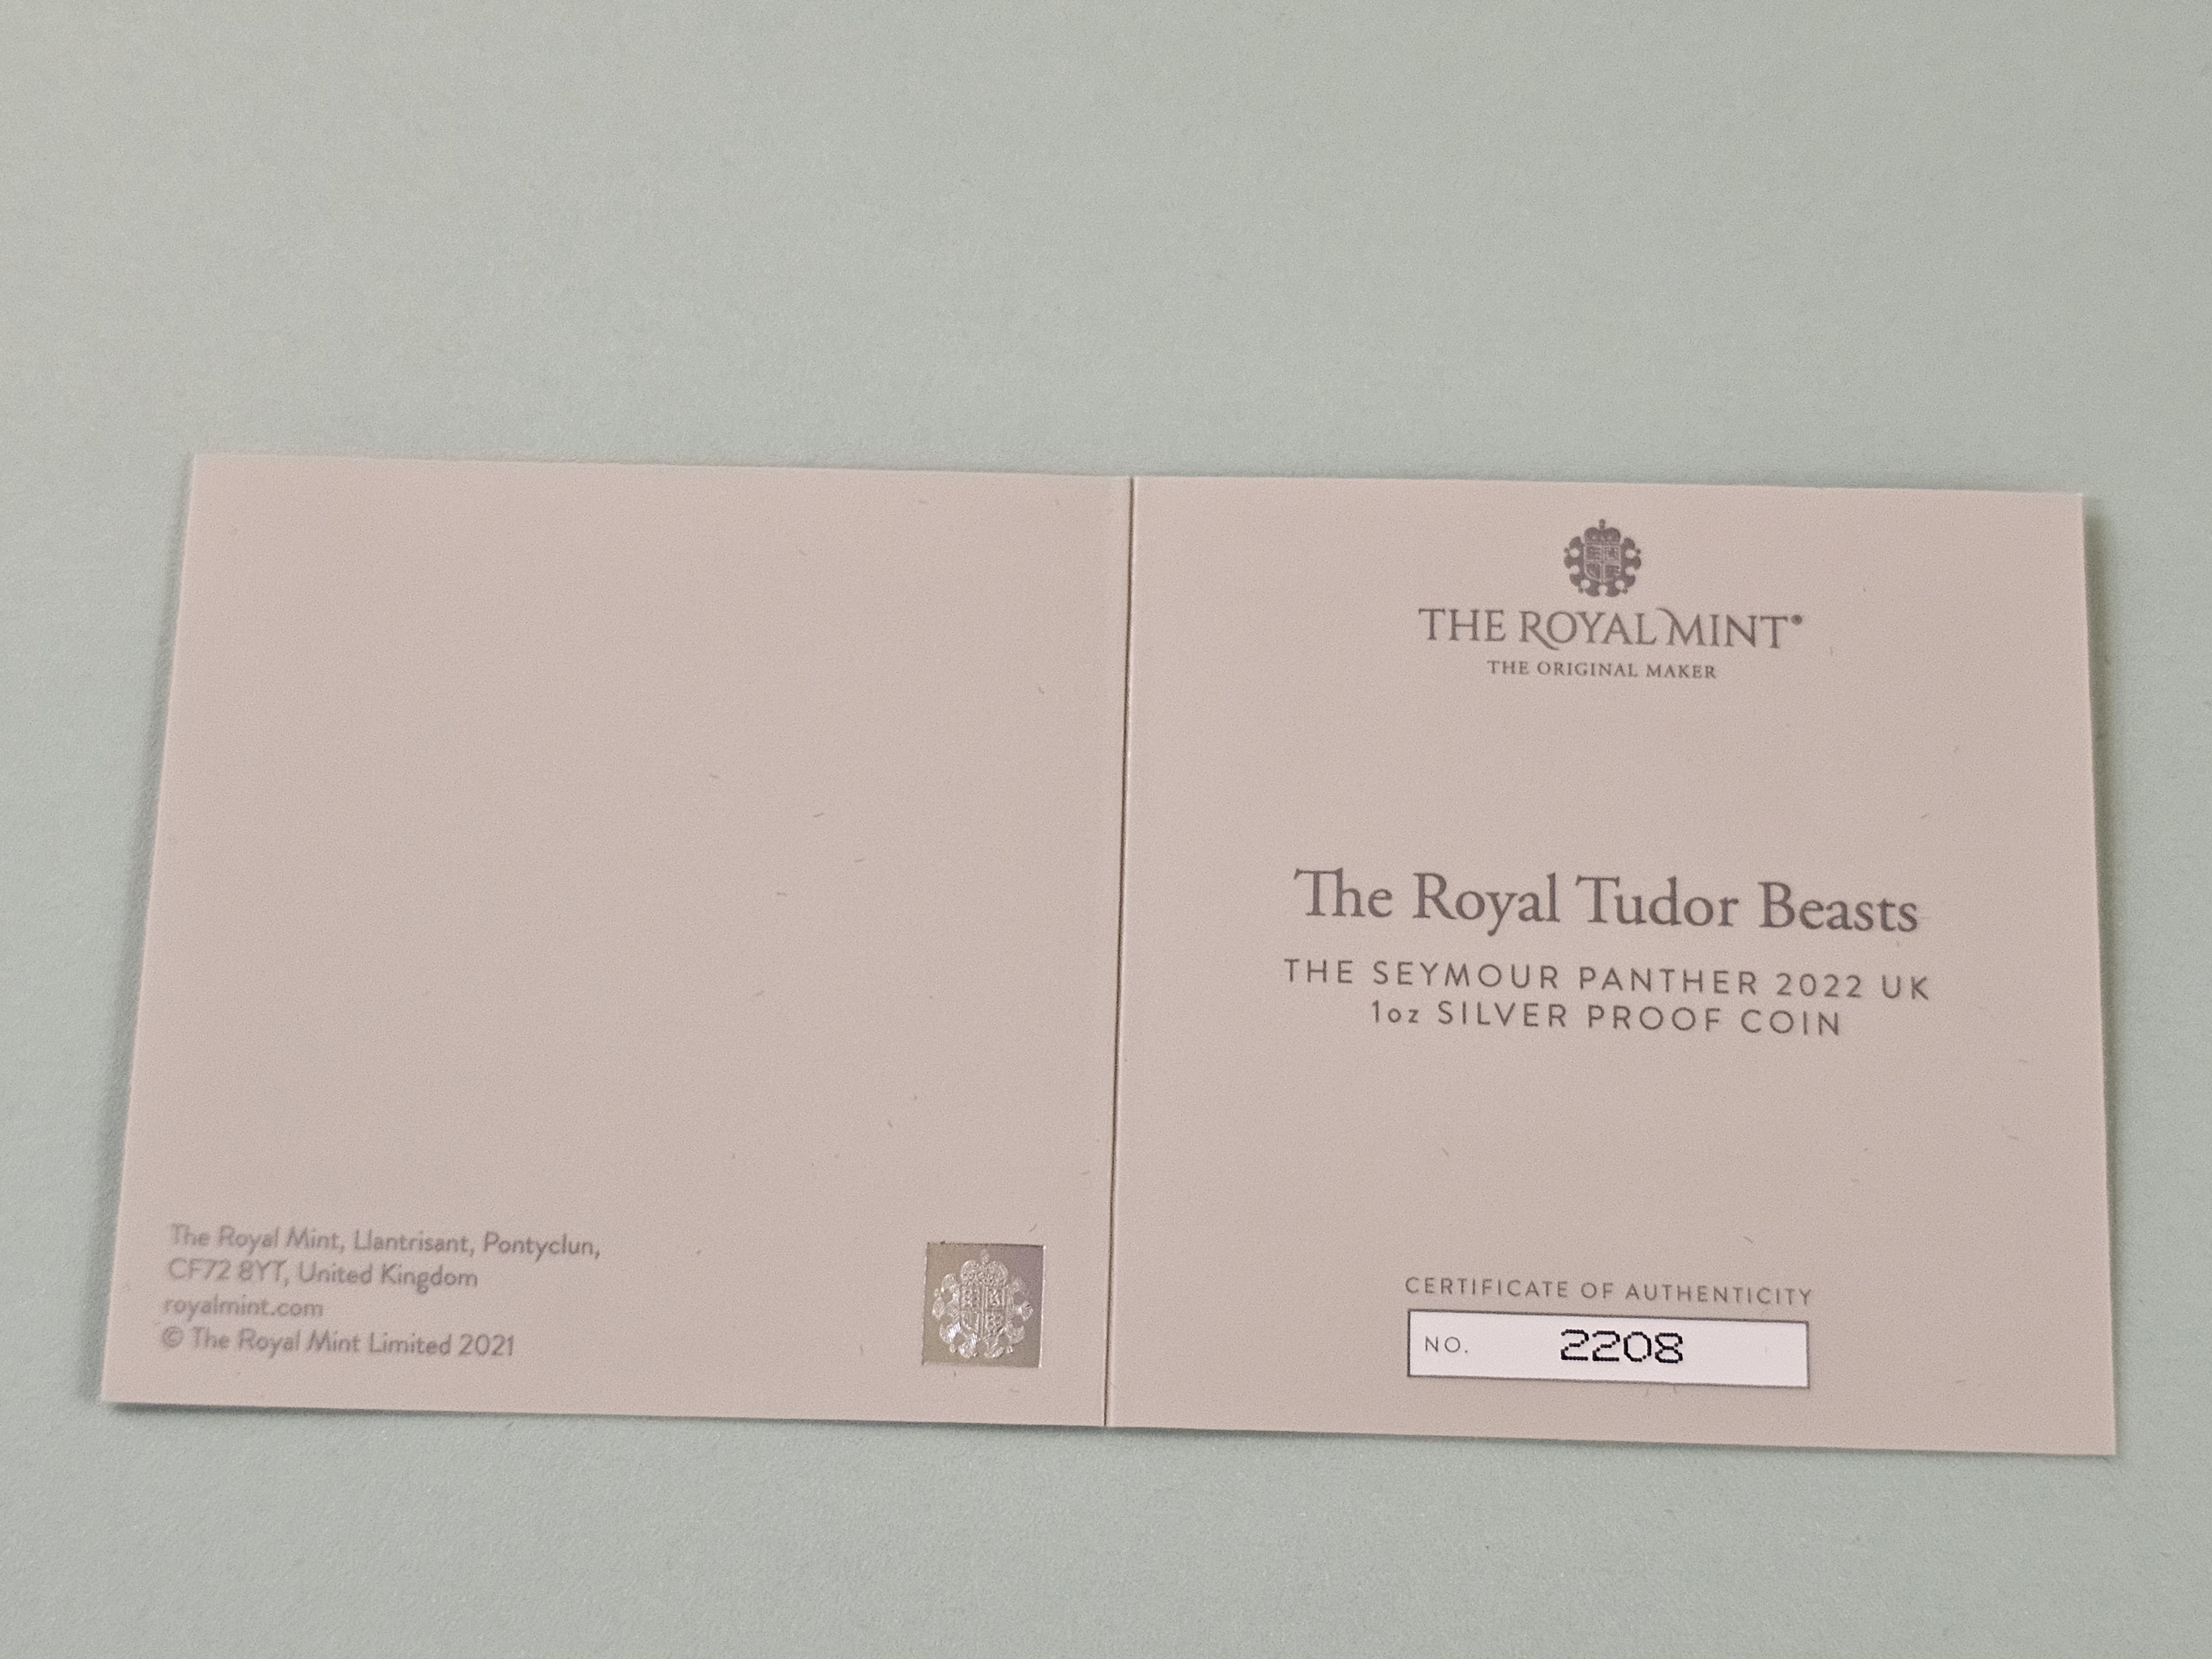 The Royal Mint, Llantrisant, Pontyclun,
CF72 8YT, United Kingdom
royalmint.com
© The Royal Mint Limited 2021
THE ROYAL MINT®
THE ORIGINAL MAKER
The Royal Tudor Beasts
THE SEYMOUR PANTHER 2022 UK
1oz SILVER PROOF COIN
CERTIFICATE OF AUTHENTICITY
NO. 2208